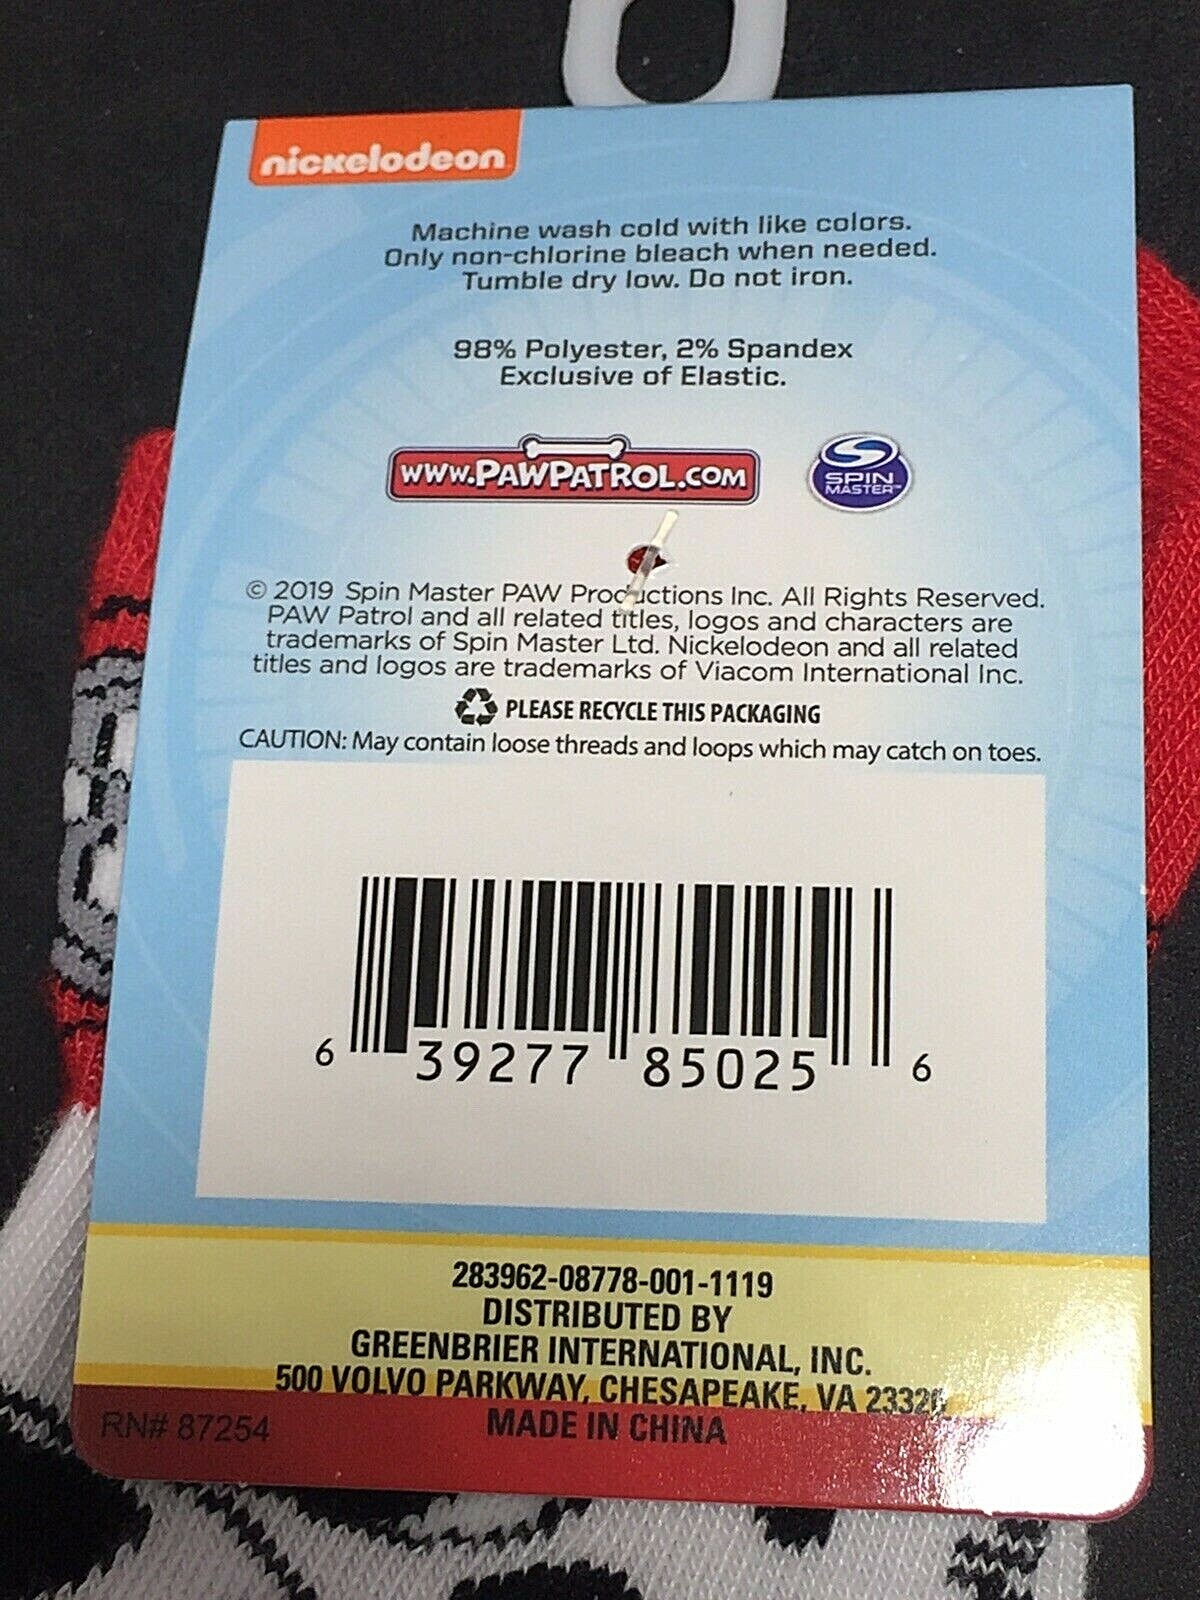 nickelodeon
Machine wash cold with like colors.
Only non-chlorine bleach when needed.
Tumble dry low. Do not iron.
98% Polyester, 2% Spandex
Exclusive of Elastic.
www.PAWPATROL.COM
SPIN
MASTER™
© 2019 Spin Master PAW Productions Inc. All Rights Reserved.
PAW Patrol and all related titles, logos and characters are
trademarks of Spin Master Ltd. Nickelodeon and all related
titles and logos are trademarks of Viacom International Inc.
PLEASE RECYCLE THIS PACKAGING
CAUTION: May contain loose threads and loops which may catch on toes.
6 39277 85025 6
283962-08778-001-1119
DISTRIBUTED BY
GREENBRIER INTERNATIONAL, INC.
500 VOLVO PARKWAY, CHESAPEAKE, VA 23320
RN# 87254 MADE IN CHINA